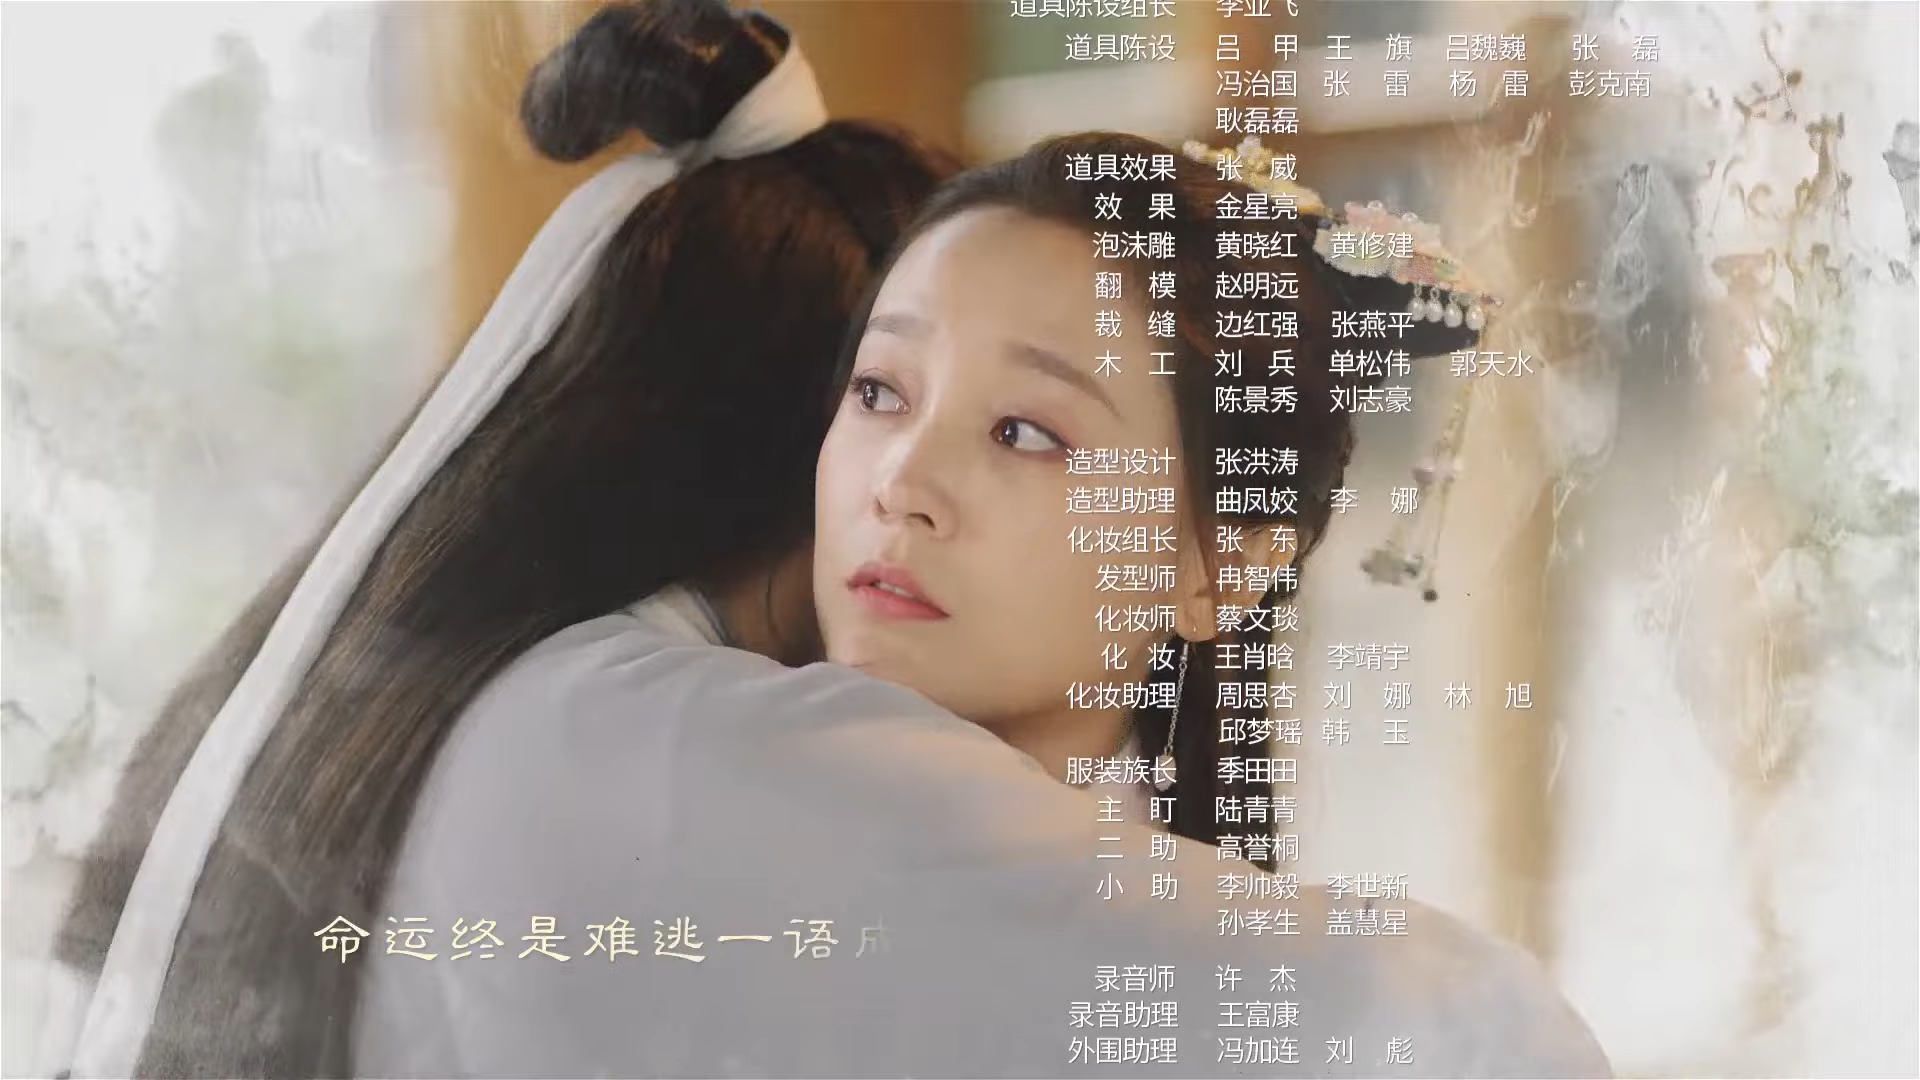 道具陈设组长 李亚飞
道具陈设 吕 甲 王 旗 吕魏巍 张 磊
冯治国 张 雷 杨 雷 彭克南
耿磊磊
道具效果 张 威
效 果 金星亮
泡沫雕 黄晓红 黄修建
翻 模 赵明远
裁 缝 边红强 张燕平
木 工 刘 兵 单松伟 郭天水
陈景秀 刘志豪
造型设计 张洪涛
造型助理 曲凤姣 李 娜
化妆组长 张 东
发型师 冉智伟
化妆师 蔡文琰
化 妆 王肖晗 李靖宇
化妆助理 周思杏 刘 娜 林 旭
邱梦瑶 韩 玉
服装族长 季田田
主 盯 陆青青
二 助 高誉桐
小 助 李帅毅 李世新
孙孝生 盖慧星
命运终是难逃一语成
录音师 许 杰
录音助理 王富康
外围助理 冯加连 刘 彪